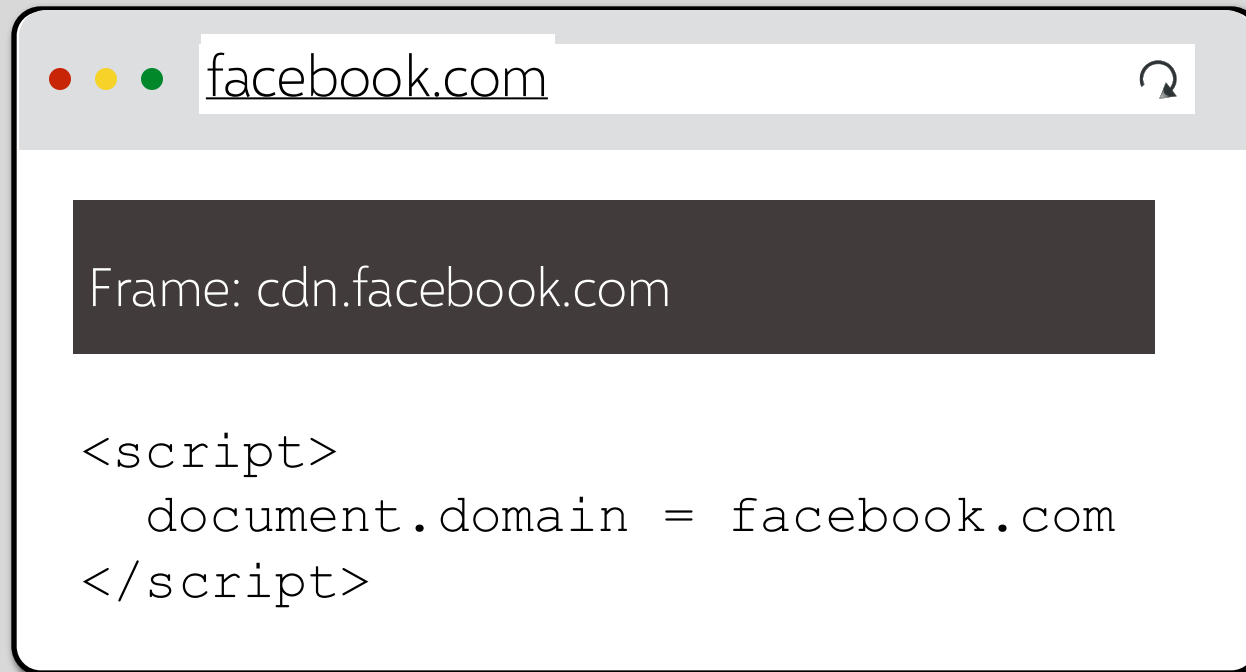 facebook.com
Frame: cdn.facebook.com
<script>
  document.domain = facebook.com
</script>